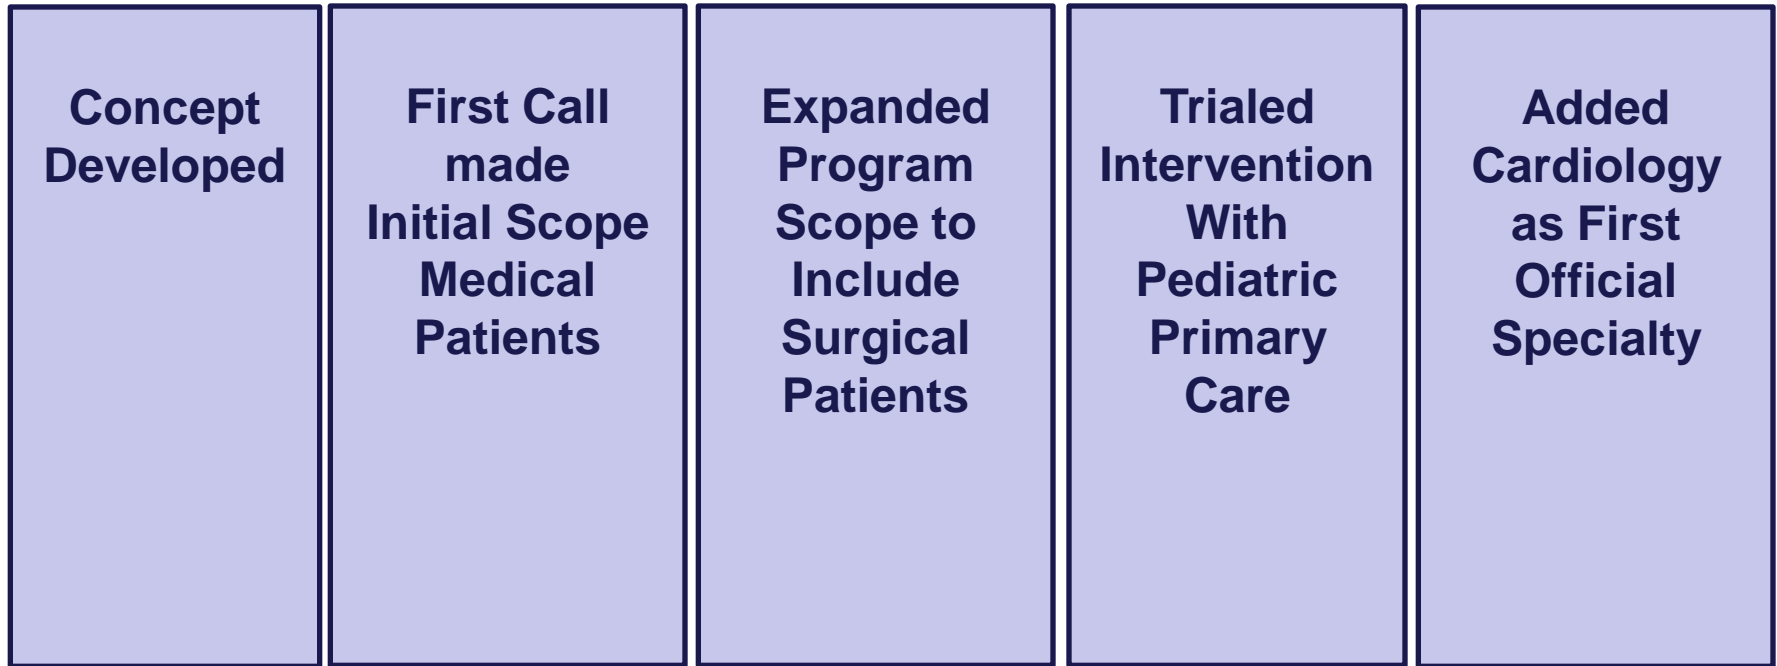 Concept
Developed
First Call
made
Initial Scope
Medical
Patients
Expanded
Program
Scope to
Include
Surgical
Patients
Trialed
Intervention
With
Pediatric
Primary
Care
Added
Cardiology
as First
Official
Specialty